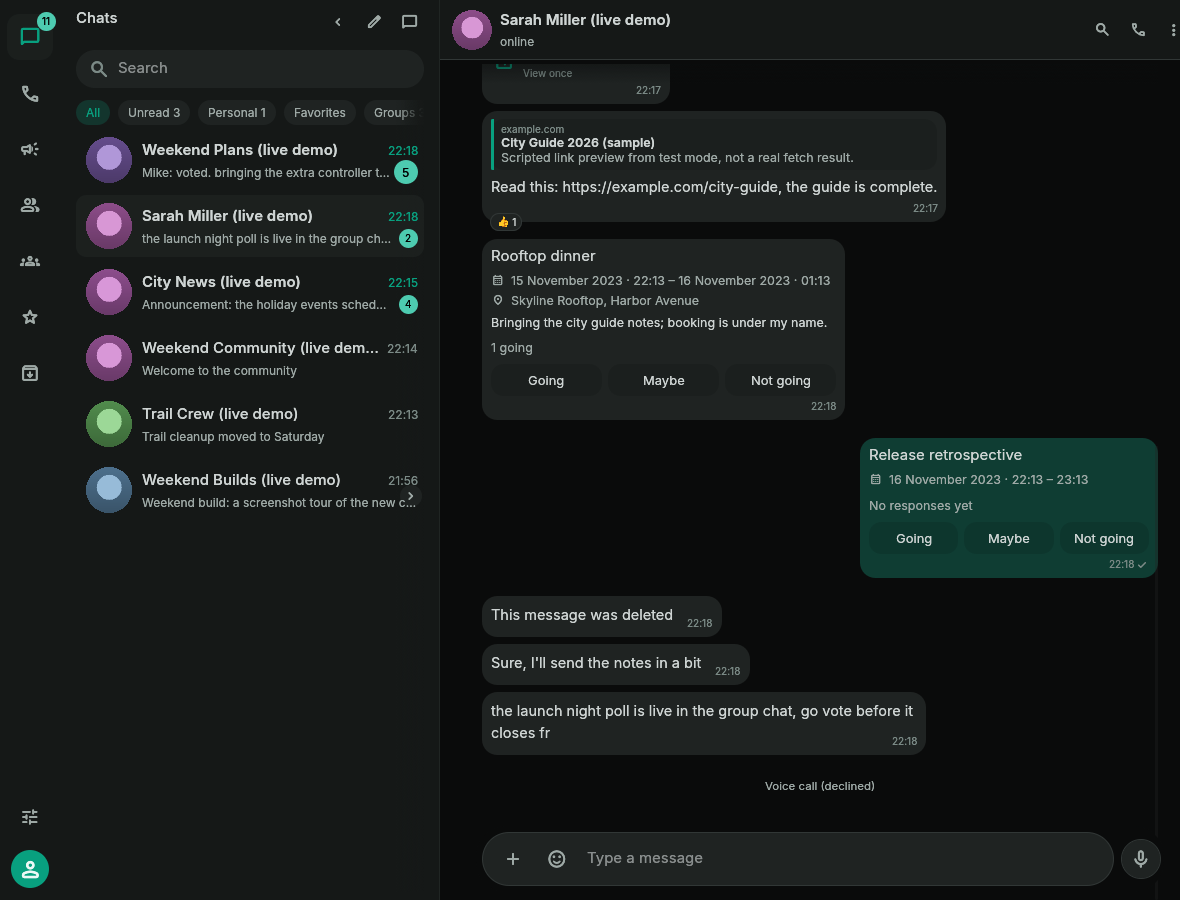 11
Chats
Search
All
Unread 3
Personal 1
Favorites
Groups
Weekend Plans (live demo)
22:18
Mike: voted. bringing the extra controller t...
5
Sarah Miller (live demo)
22:18
the launch night poll is live in the group ch...
2
City News (live demo)
22:15
Announcement: the holiday events sched...
4
Weekend Community (live dem...
22:14
Welcome to the community
Trail Crew (live demo)
22:13
Trail cleanup moved to Saturday
Weekend Builds (live demo)
21:56
Weekend build: a screenshot tour of the new c...
Sarah Miller (live demo)
online
View once
22:17
example.com
City Guide 2026 (sample)
Scripted link preview from test mode, not a real fetch result.
Read this: https://example.com/city-guide, the guide is complete.
22:17
👍 1
Rooftop dinner
15 November 2023 · 22:13 – 16 November 2023 · 01:13
Skyline Rooftop, Harbor Avenue
Bringing the city guide notes; booking is under my name.
1 going
Going
Maybe
Not going
22:18
Release retrospective
16 November 2023 · 22:13 – 23:13
No responses yet
Going
Maybe
Not going
22:18
This message was deleted
22:18
Sure, I'll send the notes in a bit
22:18
the launch night poll is live in the group chat, go vote before it
closes fr
22:18
Voice call (declined)
Type a message